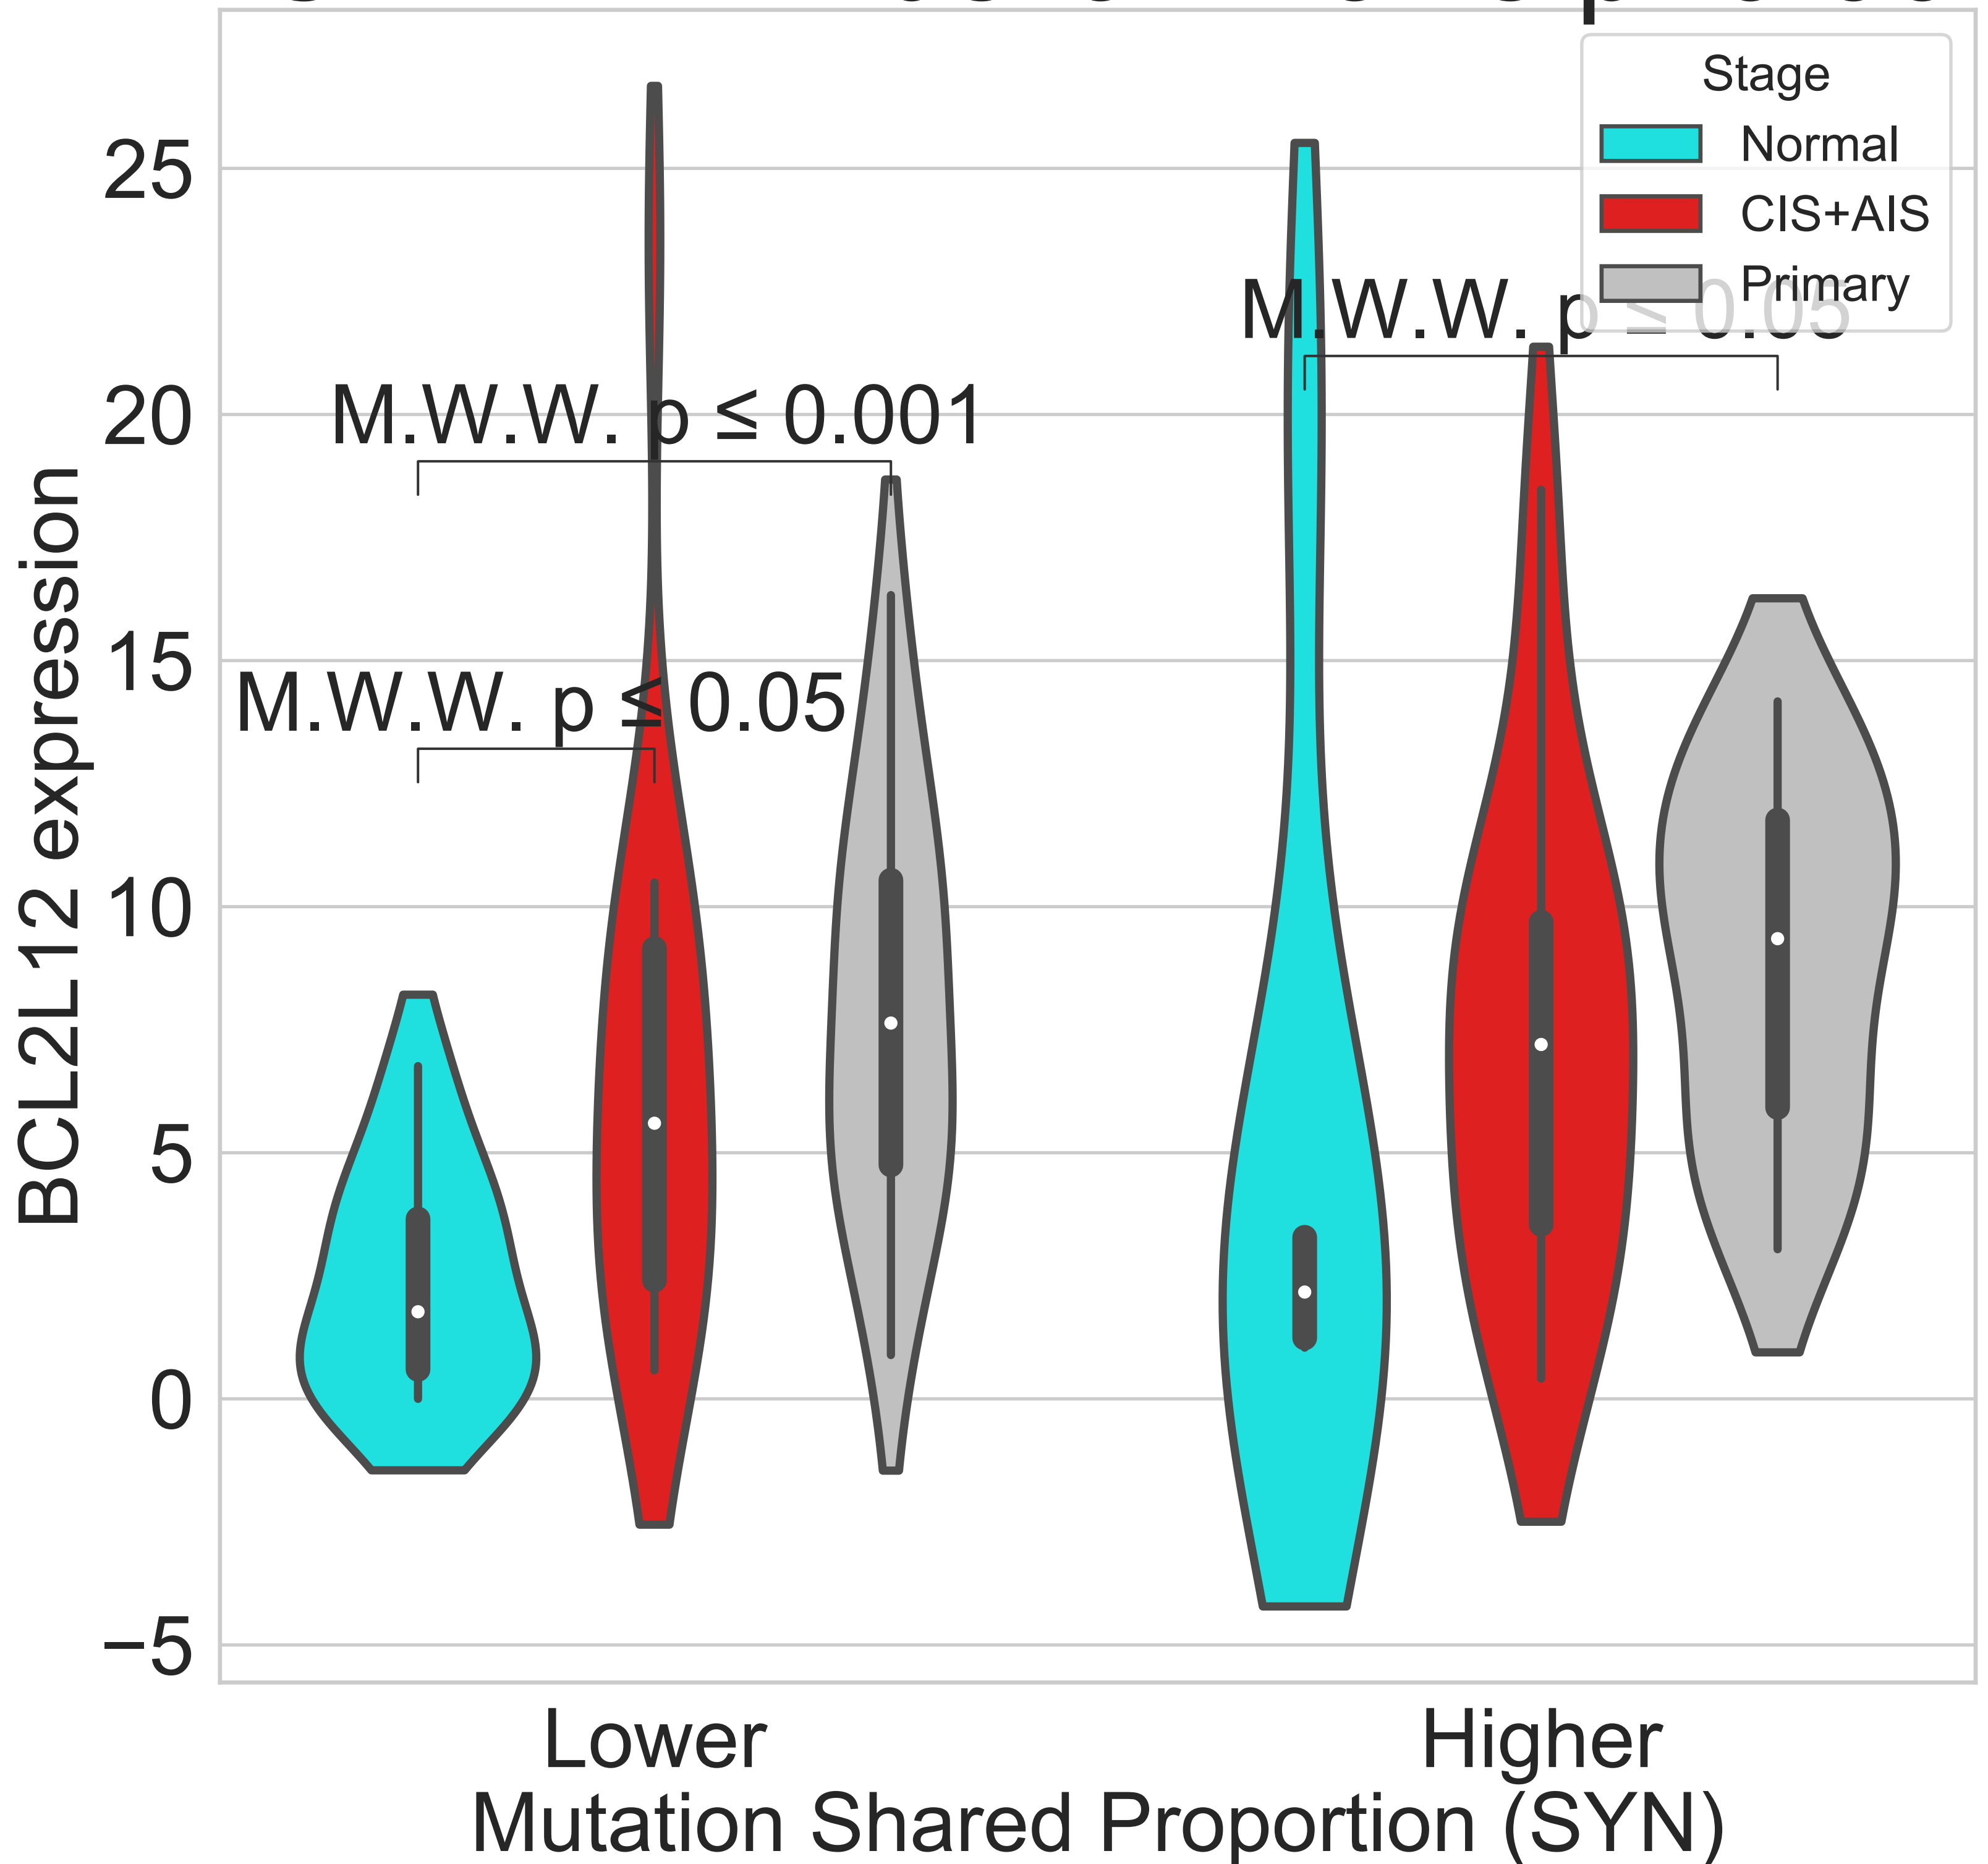 Stage
Normal
CIS+AIS
Primary
M.W.W. p ≤ 0.05
M.W.W. p ≤ 0.001
M.W.W. p ≤ 0.05
BCL2L12 expression
25
20
15
10
5
0
−5
Lower
Higher
Mutation Shared Proportion (SYN)